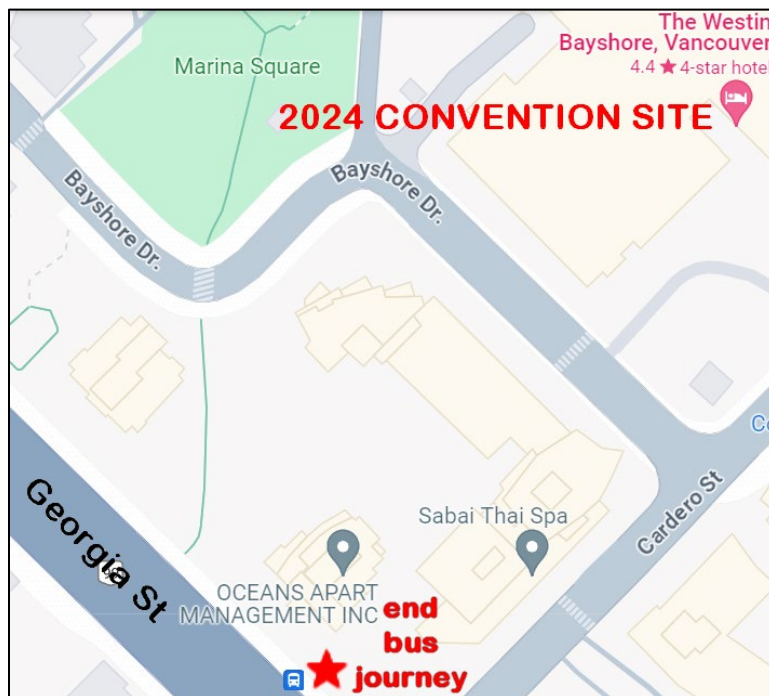 The Westin
Bayshore, Vancouver
4.4 ★ 4-star hotel
Marina Square
2024 CONVENTION SITE
Bayshore Dr.
Bayshore Dr.
Georgia St
Sabai Thai Spa
Cardero St
Co
OCEANS APART
MANAGEMENT INC
end
bus
journey